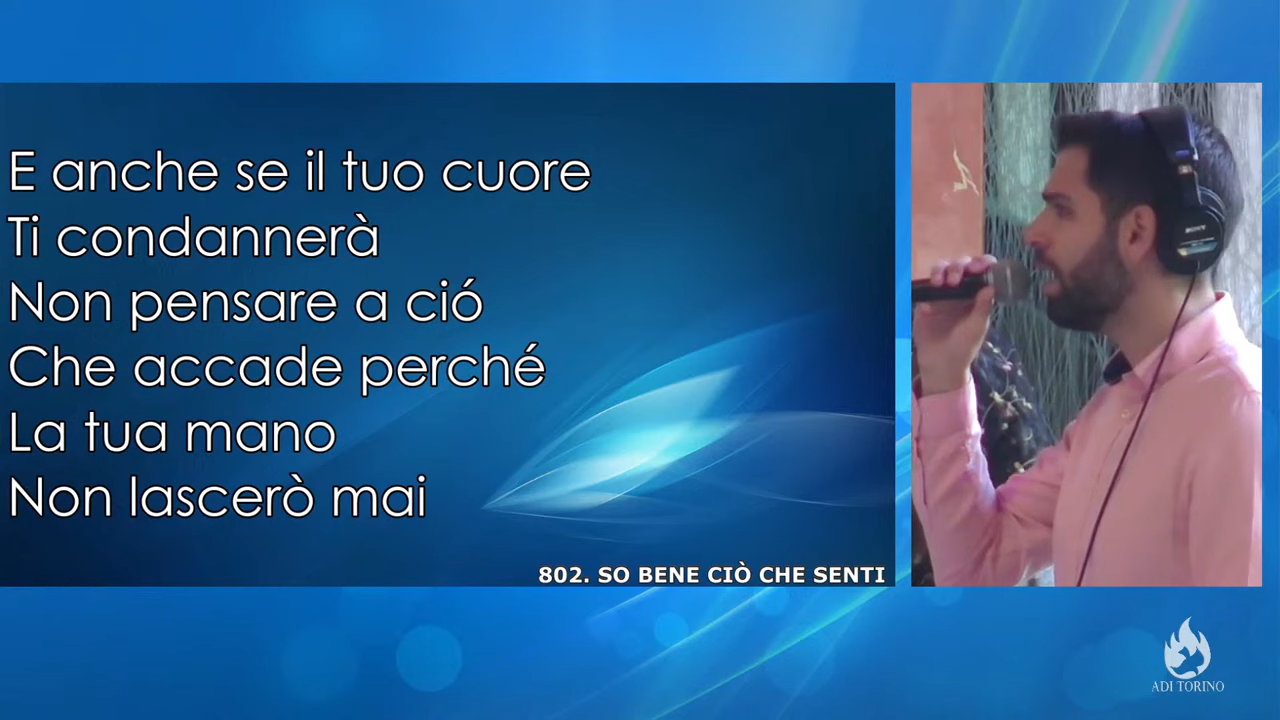 E anche se il tuo cuore
Ti condannerà
Non pensare a ció
Che accade perché
La tua mano
Non lascerò mai
802. SO BENE CIÒ CHE SENTI
SONY
ADI TORINO